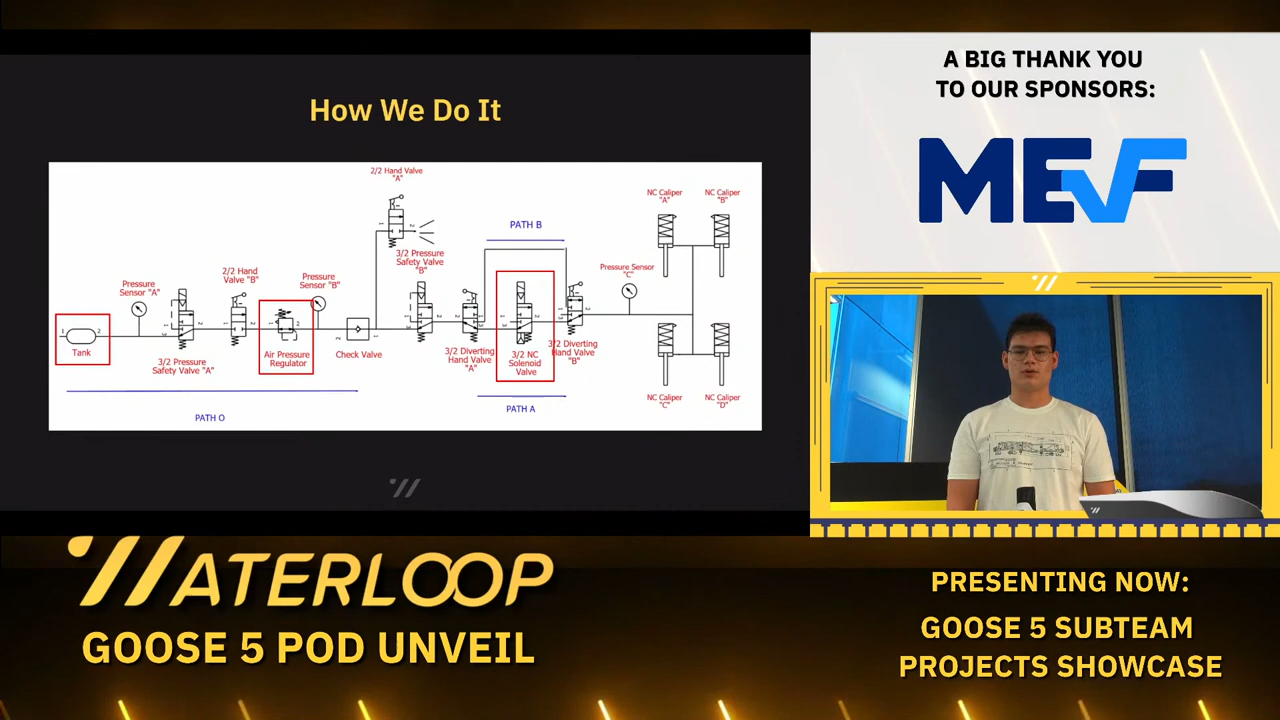 How We Do It
2/2 Hand Valve
"A"
NC Caliper
"A"
NC Caliper
"B"
PATH B
3/2 Pressure
Safety Valve
"B"
Pressure Sensor
"C"
2/2 Hand
Valve "B"
Pressure
Sensor "B"
Pressure
Sensor "A"
Tank
3/2 Pressure
Safety Valve "A"
Air Pressure
Regulator
Check Valve
3/2 Diverting
Hand Valve
"A"
3/2 NC
Solenoid
Valve
3/2 Diverting
Hand Valve
"B"
NC Caliper
"C"
NC Caliper
"D"
PATH O
PATH A
A BIG THANK YOU
TO OUR SPONSORS:
MEVF
WATERLOOP
GOOSE 5 POD UNVEIL
PRESENTING NOW:
GOOSE 5 SUBTEAM
PROJECTS SHOWCASE